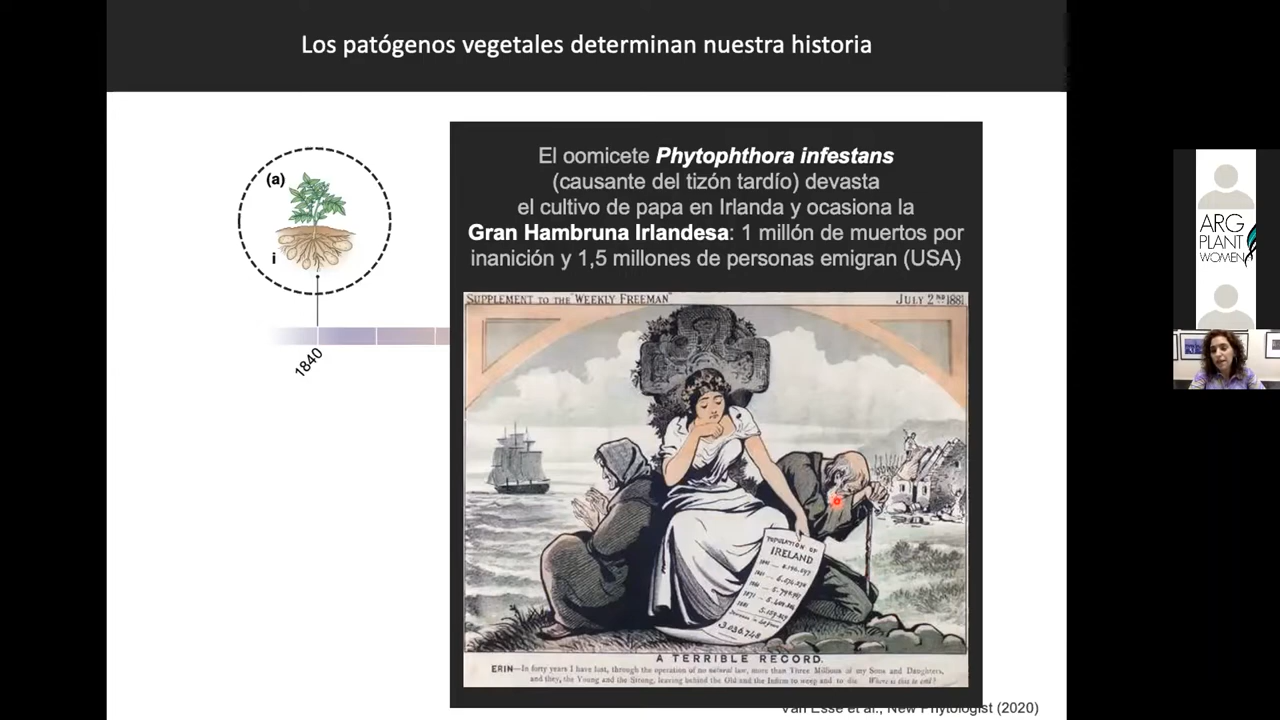 Los patógenos vegetales determinan nuestra historia
(a)
i
1840
El oomicete Phytophthora infestans
(causante del tizón tardío) devasta
el cultivo de papa en Irlanda y ocasiona la
Gran Hambruna Irlandesa: 1 millón de muertos por
inanición y 1,5 millones de personas emigran (USA)
SUPPLEMENT TO THE "WEEKLY FREEMAN"
JULY 2ND 1881
POPULATION OF
IRELAND
1871
1881
3.036.748
A TERRIBLE RECORD.
ERIN—In forty years I have lost, through the operation of no natural law, more than Three Millions of my Sons and Daughters,
and they, the Young and the Strong, leaving behind the Old and the Infirm to weep and to die. Where is this to end?
Van Esse et al., New Phytologist (2020)
ARG
PLANT
WOMEN